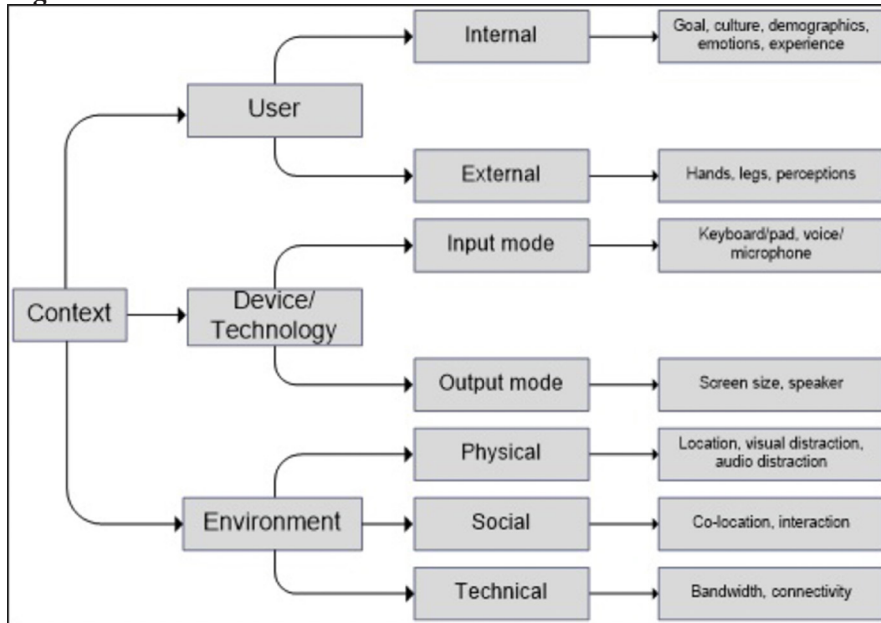 Internal
Goal, culture, demographics,
emotions, experience
User
External
Hands, legs, perceptions
Input mode
Keyboard/pad, voice/
microphone
Context
Device/
Technology
Output mode
Screen size, speaker
Physical
Location, visual distraction,
audio distraction
Environment
Social
Co-location, interaction
Technical
Bandwidth, connectivity